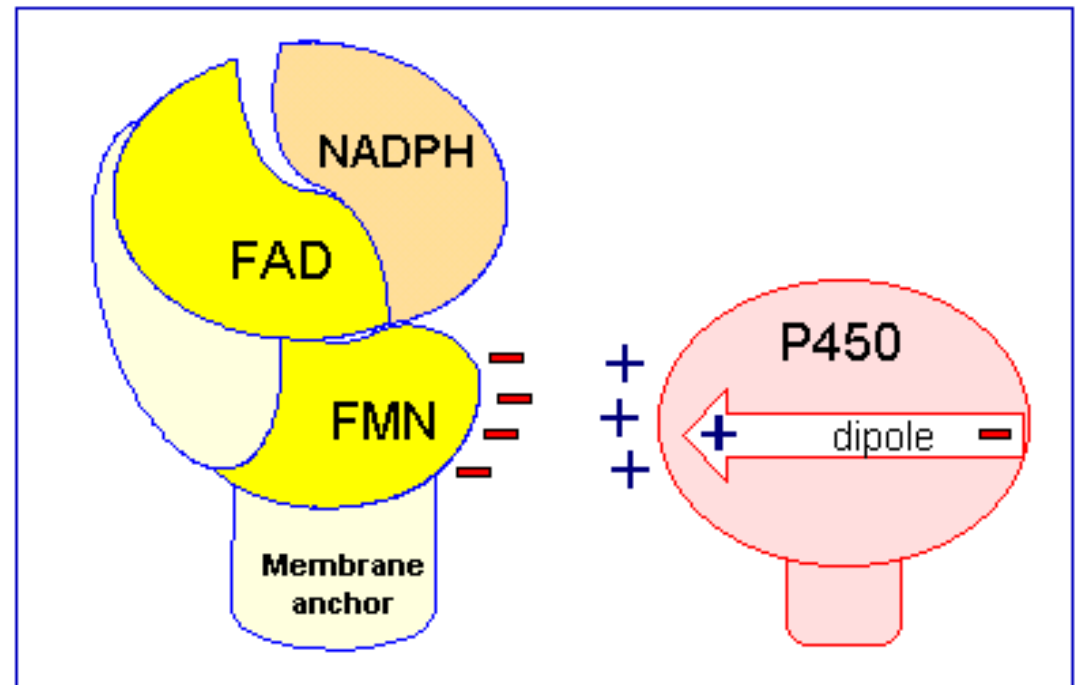 NADPH
FAD
P450
FMN
+ dipole -
Membrane
anchor